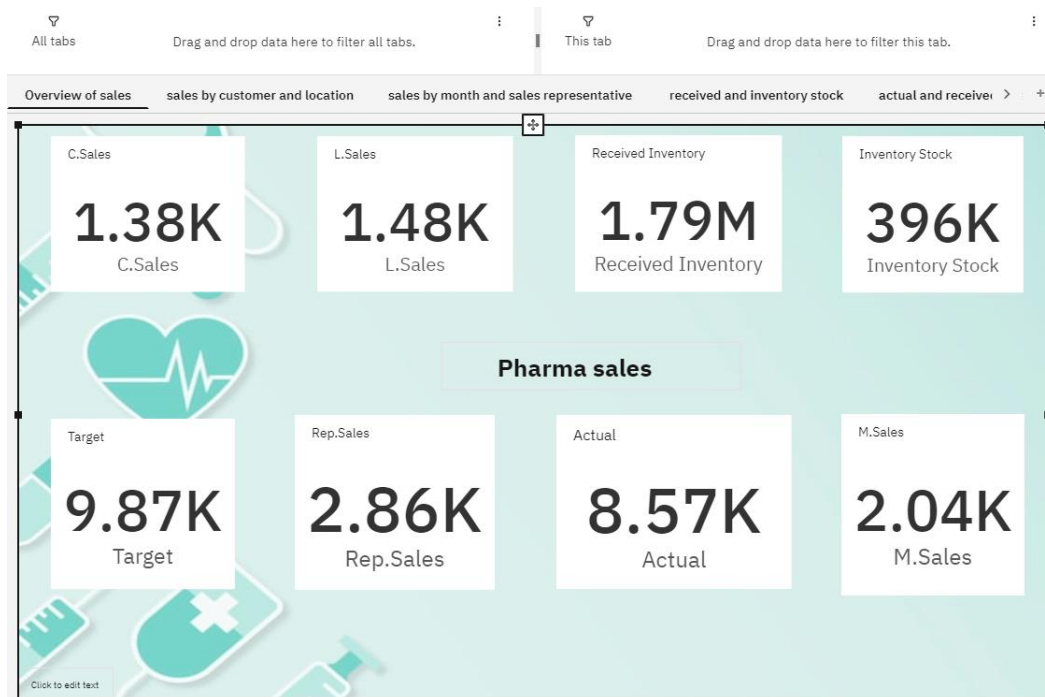 All tabs
Drag and drop data here to filter all tabs.
This tab
Drag and drop data here to filter this tab.
Overview of sales
sales by customer and location
sales by month and sales representative
received and inventory stock
actual and receive
C.Sales
1.38K
C.Sales
L.Sales
1.48K
L.Sales
Received Inventory
1.79M
Received Inventory
Inventory Stock
396K
Inventory Stock
Pharma sales
Target
9.87K
Target
Rep.Sales
2.86K
Rep.Sales
Actual
8.57K
Actual
M.Sales
2.04K
M.Sales
Click to edit text